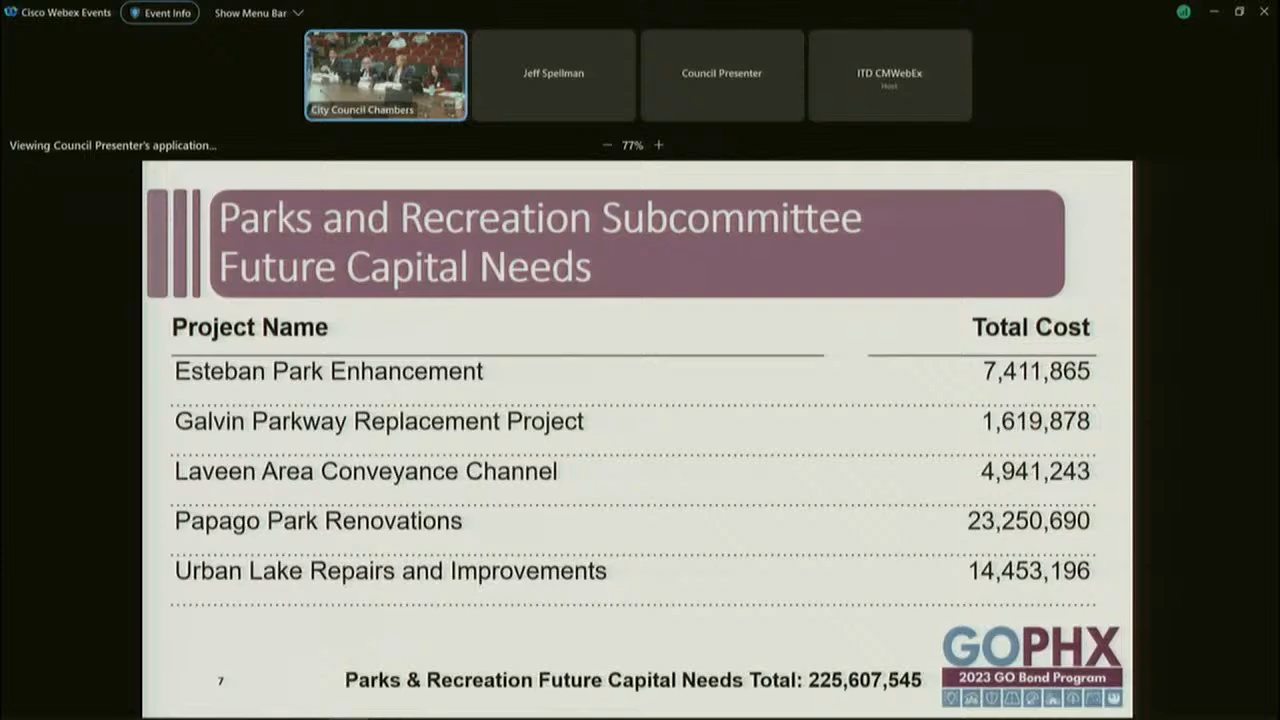 Cisco Webex Events
Event Info
Show Menu Bar
City Council Chambers
Jeff Spellman
Council Presenter
ITD CMWebEx
Host
Viewing Council Presenter's application...
77%
Parks and Recreation Subcommittee
Future Capital Needs
Project Name Total Cost
Esteban Park Enhancement 7,411,865
Galvin Parkway Replacement Project 1,619,878
Laveen Area Conveyance Channel 4,941,243
Papago Park Renovations 23,250,690
Urban Lake Repairs and Improvements 14,453,196
7
Parks & Recreation Future Capital Needs Total: 225,607,545
GOPHX
2023 GO Bond Program